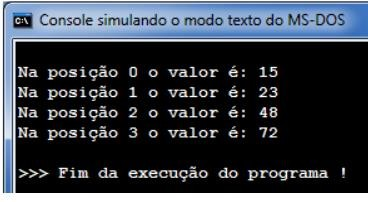 Console simulando o modo texto do MS-DOS
Na posição 0 o valor é: 15
Na posição 1 o valor é: 23
Na posição 2 o valor é: 48
Na posição 3 o valor é: 72
>>> Fim da execução do programa !